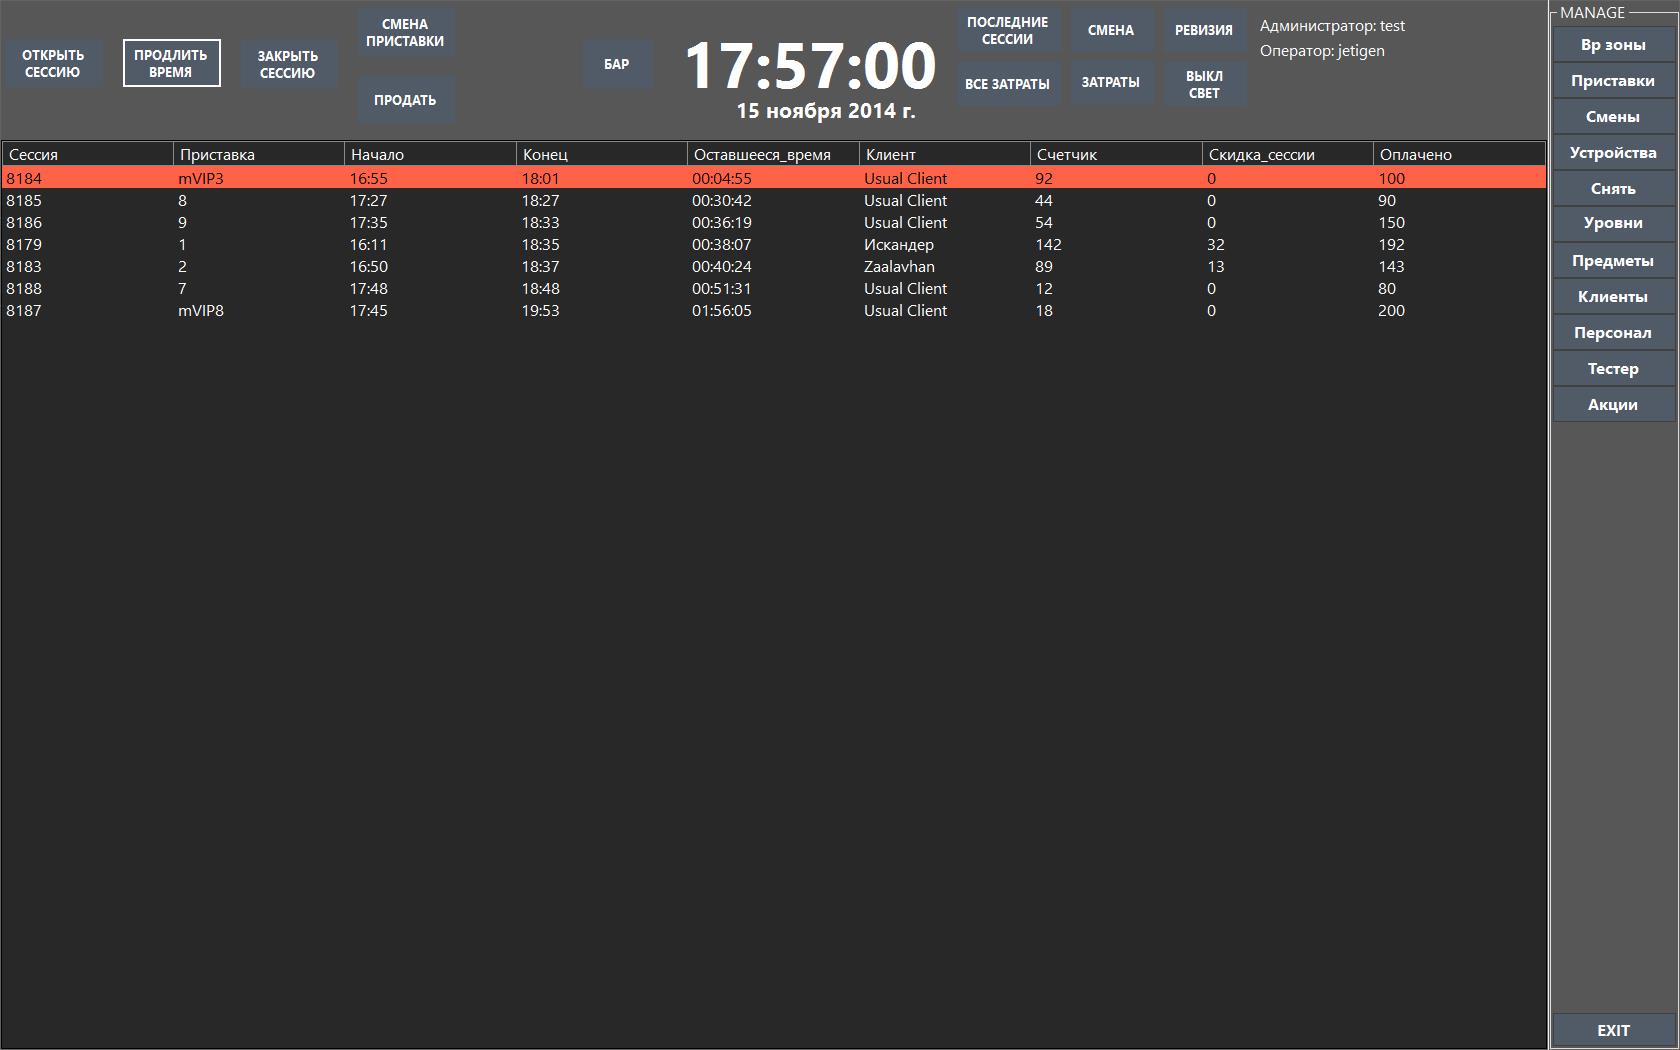 ОТКРЫТЬ
СЕССИЮ
ПРОДЛИТЬ
ВРЕМЯ
ЗАКРЫТЬ
СЕССИЮ
СМЕНА
ПРИСТАВКИ
ПРОДАТЬ
БАР
17:57:00
15 ноября 2014 г.
ПОСЛЕДНИЕ
СЕССИИ
СМЕНА
РЕВИЗИЯ
ВСЕ ЗАТРАТЫ
ЗАТРАТЫ
ВЫКЛ
СВЕТ
Администратор: test
Оператор: jetigen
Сессия Приставка Начало Конец Оставшееся_время Клиент Счетчик Скидка_сессии Оплачено
8184 mVIP3 16:55 18:01 00:04:55 Usual Client 92 0 100
8185 8 17:27 18:27 00:30:42 Usual Client 44 0 90
8186 9 17:35 18:33 00:36:19 Usual Client 54 0 150
8179 1 16:11 18:35 00:38:07 Искандер 142 32 192
8183 2 16:50 18:37 00:40:24 Zaalavhan 89 13 143
8188 7 17:48 18:48 00:51:31 Usual Client 12 0 80
8187 mVIP8 17:45 19:53 01:56:05 Usual Client 18 0 200
MANAGE
Вр зоны
Приставки
Смены
Устройства
Снять
Уровни
Предметы
Клиенты
Персонал
Тестер
Акции
EXIT